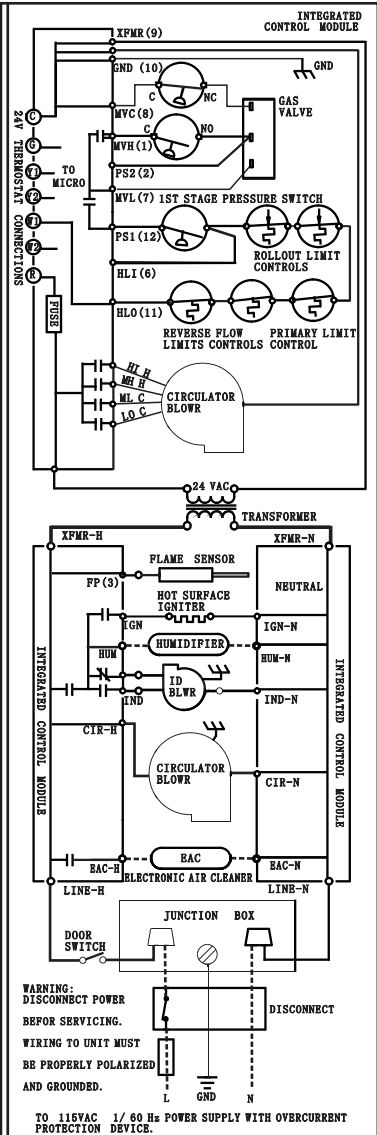 INTEGRATED
CONTROL MODULE
XFMR (9)
GND (10)
GND
C
NC
MVC (8)
GAS
VALVE
C
NO
MVH (1)
PS2 (2)
MVL (7)
1ST STAGE PRESSURE SWITCH
PS1 (12)
ROLLOUT LIMIT
CONTROLS
HLI (6)
HLO (11)
REVERSE FLOW
LIMITS CONTROLS
PRIMARY LIMIT
CONTROL
24V THERMOSTAT CONNECTIONS
C
G
Y1
Y2
W1
W2
R
TO
MICRO
FUSE
HI H
MH H
ML C
LO C
CIRCULATOR
BLOWR
24 VAC
TRANSFORMER
XFMR-H
XFMR-N
FLAME SENSOR
FP (3)
NEUTRAL
HOT SURFACE
IGNITER
IGN
IGN-N
HUM
HUMIDIFIER
HUM-N
ID
BLWR
IND
IND-N
CIR-H
CIRCULATOR
BLOWR
CIR-N
INTEGRATED CONTROL MODULE
INTEGRATED CONTROL MODULE
EAC
EAC-H
EAC-N
ELECTRONIC AIR CLEANER
LINE-H
LINE-N
JUNCTION BOX
DOOR
SWITCH
WARNING:
DISCONNECT POWER
BEFOR SERVICING.
WIRING TO UNIT MUST
BE PROPERLY POLARIZED
AND GROUNDED.
DISCONNECT
L
GND
N
TO 115VAC 1/ 60 Hz POWER SUPPLY WITH OVERCURRENT
PROTECTION DEVICE.